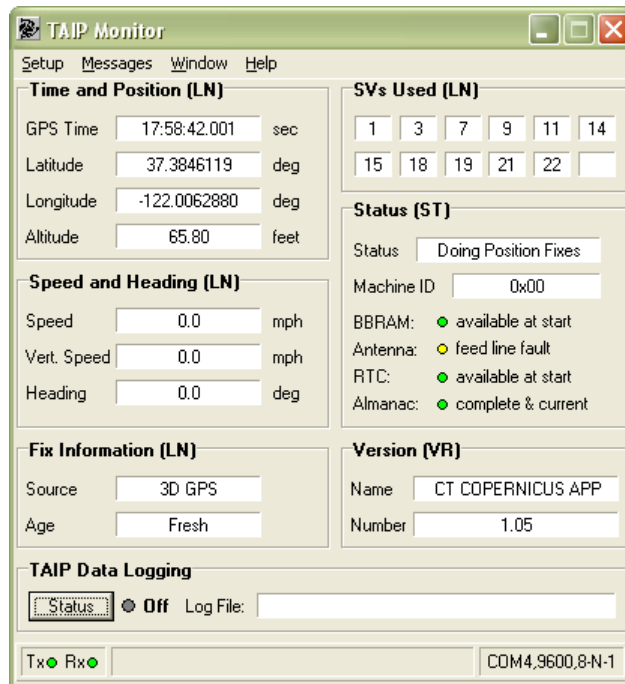 TAIP Monitor
Setup Messages Window Help
Time and Position (LN)
GPS Time 17:58:42.001 sec
Latitude 37.3846119 deg
Longitude -122.0062880 deg
Altitude 65.80 feet
Speed and Heading (LN)
Speed 0.0 mph
Vert. Speed 0.0 mph
Heading 0.0 deg
Fix Information (LN)
Source 3D GPS
Age Fresh
SVs Used (LN)
1 3 7 9 11 14
15 18 19 21 22
Status (ST)
Status Doing Position Fixes
Machine ID 0x00
BBRAM: available at start
Antenna: feed line fault
RTC: available at start
Almanac: complete & current
Version (VR)
Name CT COPERNICUS APP
Number 1.05
TAIP Data Logging
Status Off Log File:
Tx Rx COM4,9600,8-N-1